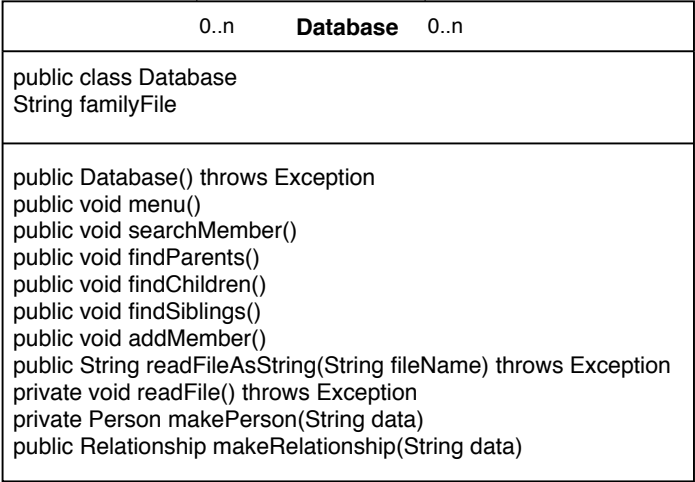 0..n Database 0..n
public class Database
String familyFile
public Database() throws Exception
public void menu()
public void searchMember()
public void findParents()
public void findChildren()
public void findSiblings()
public void addMember()
public String readFileAsString(String fileName) throws Exception
private void readFile() throws Exception
private Person makePerson(String data)
public Relationship makeRelationship(String data)